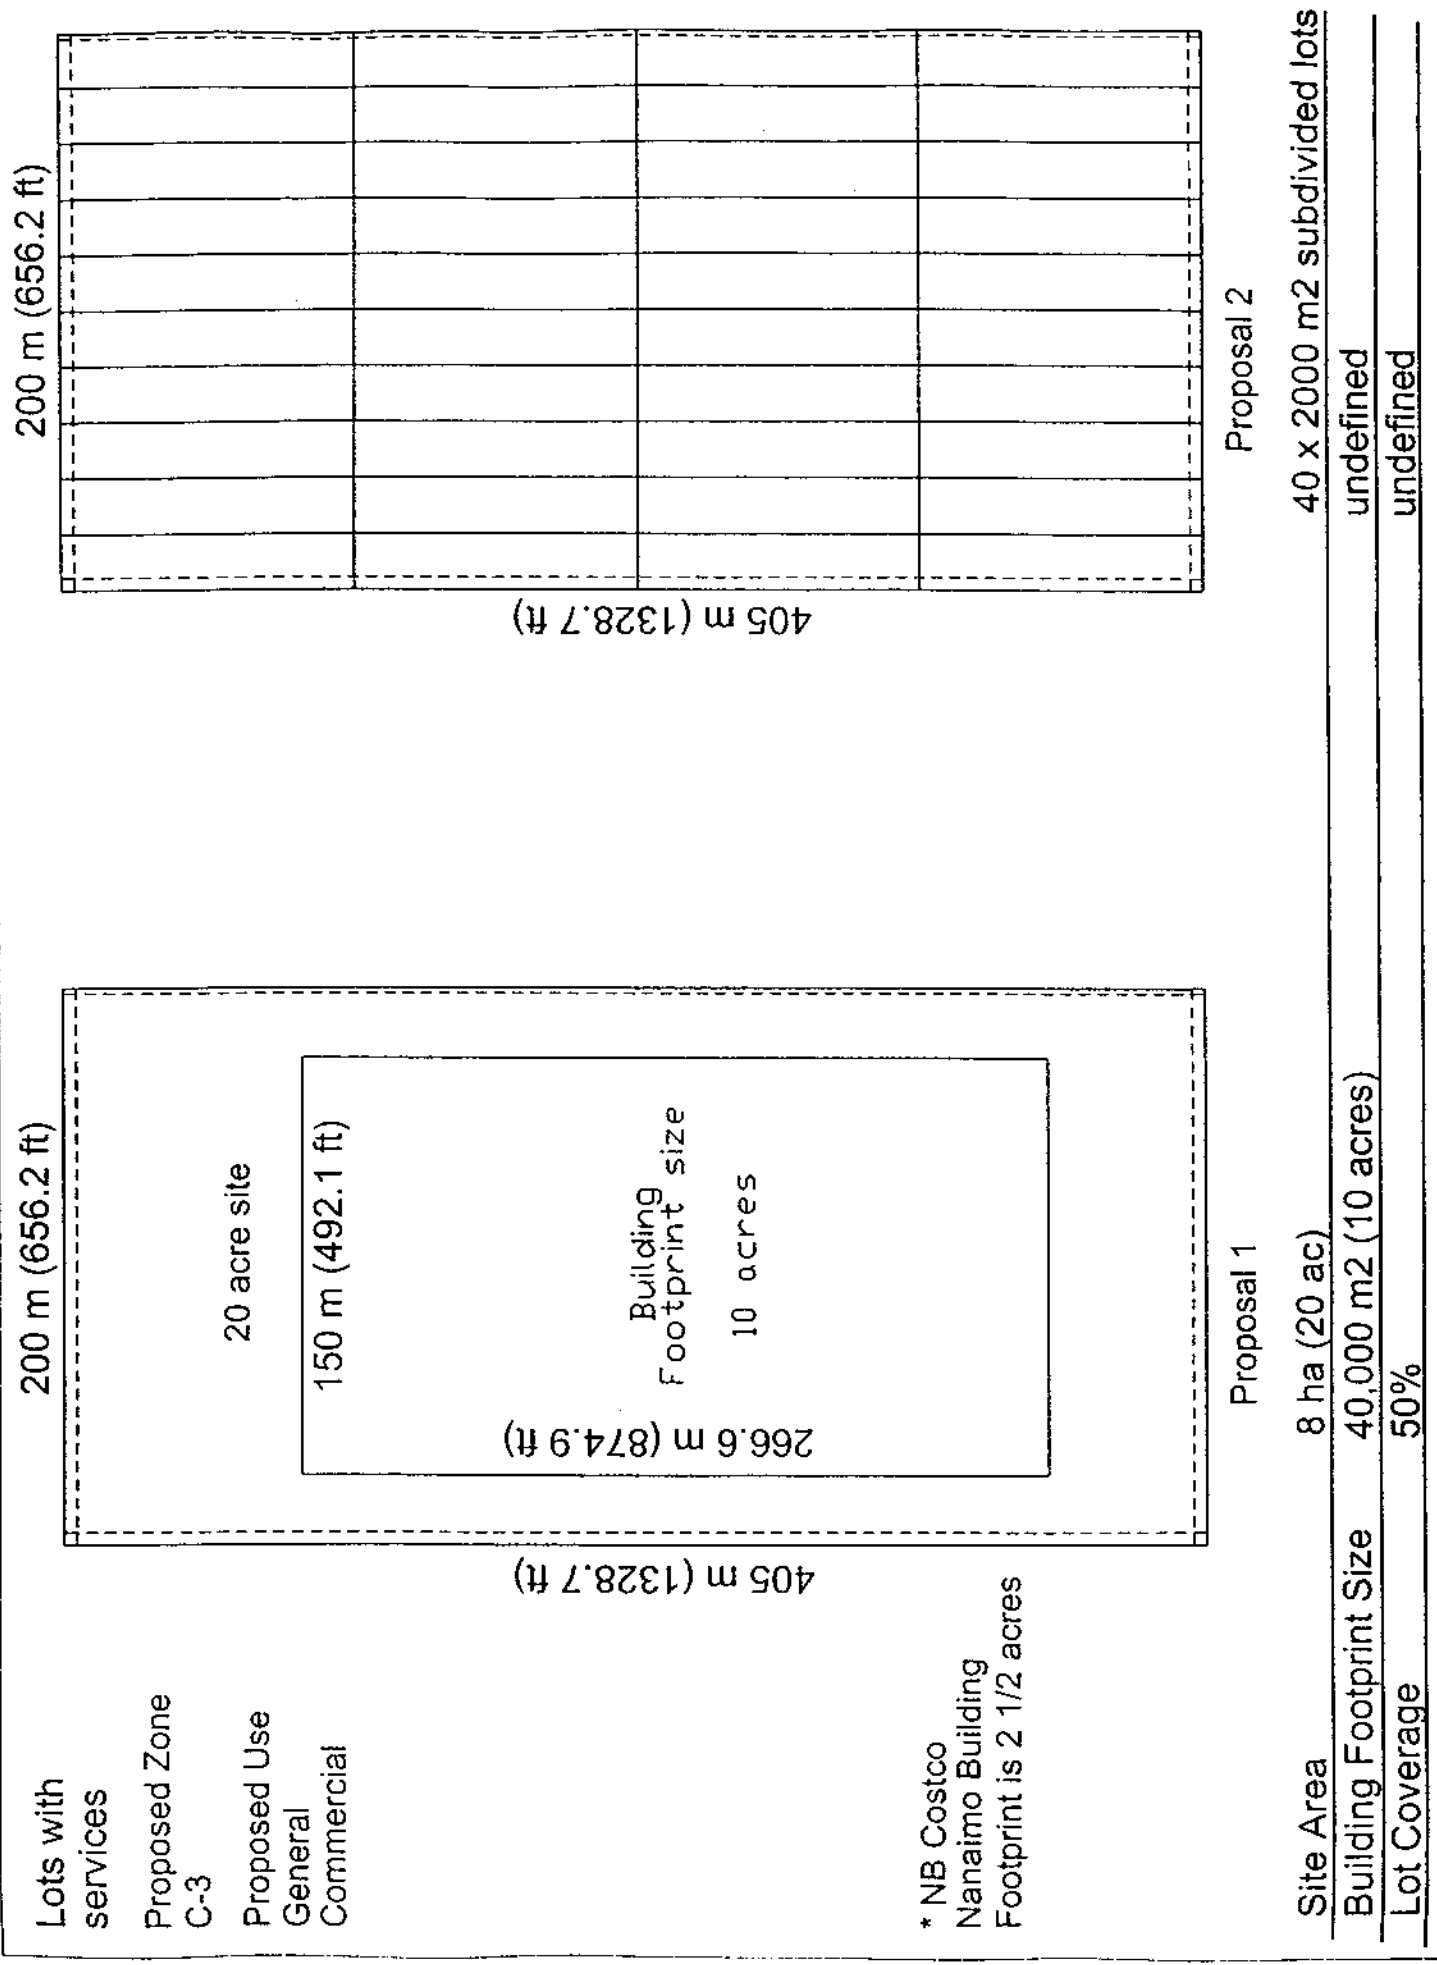 Lots with
services
Proposed Zone
C-3
Proposed Use
General
Commercial
* NB Costco
Nanaimo Building
Footprint is 2 1/2 acres
200 m (656.2 ft)
405 m (1328.7 ft)
20 acre site
150 m (492.1 ft)
266.6 m (874.9 ft)
Building
Footprint size
10 acres
Proposal 1
200 m (656.2 ft)
405 m (1328.7 ft)
Proposal 2
Site Area 8 ha (20 ac) 40 x 2000 m2 subdivided lots
Building Footprint Size 40,000 m2 (10 acres) undefined
Lot Coverage 50% undefined